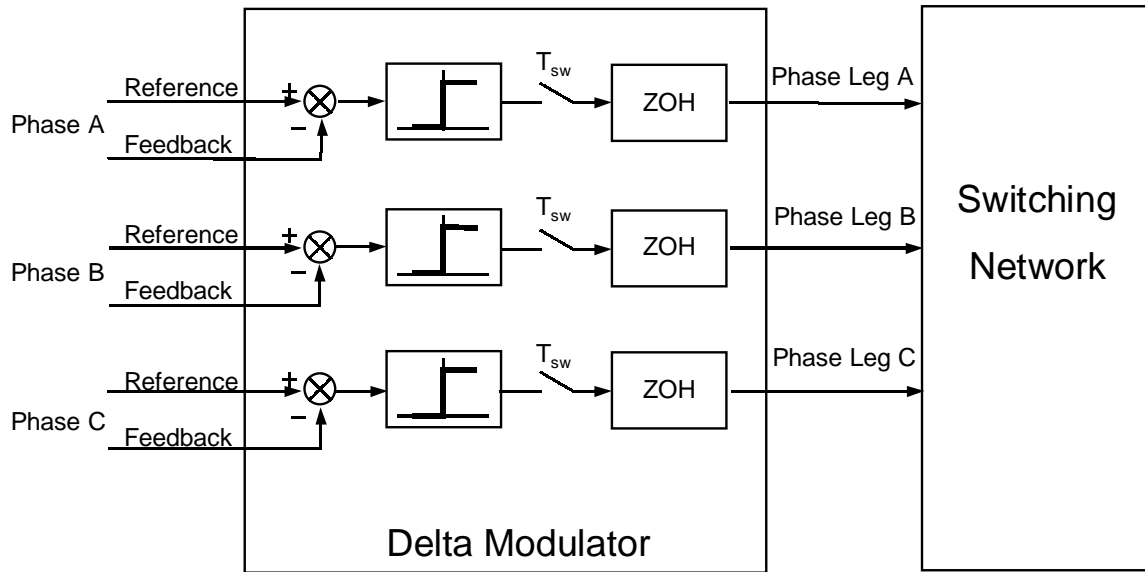 Reference
+
T_sw
ZOH
Phase Leg A
Phase A
−
Feedback
Reference
+
T_sw
ZOH
Phase Leg B
Phase B
−
Feedback
Reference
+
T_sw
ZOH
Phase Leg C
Phase C
−
Feedback
Delta Modulator
Switching
Network